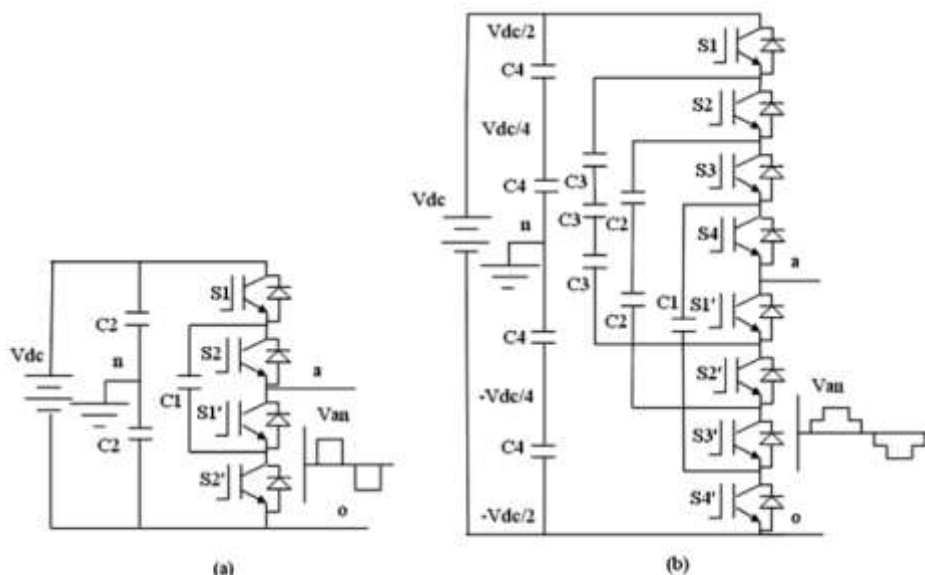 Vdc
C2
n
C2
C1
S1
S2
a
S1'
S2'
Van
o
(a)
Vdc
Vdc/2
C4
Vdc/4
C4
n
C4
-Vdc/4
C4
-Vdc/2
C3
C3
C3
C2
C2
C1
S1
S2
S3
S4
a
S1'
S2'
S3'
S4'
Van
o
(b)